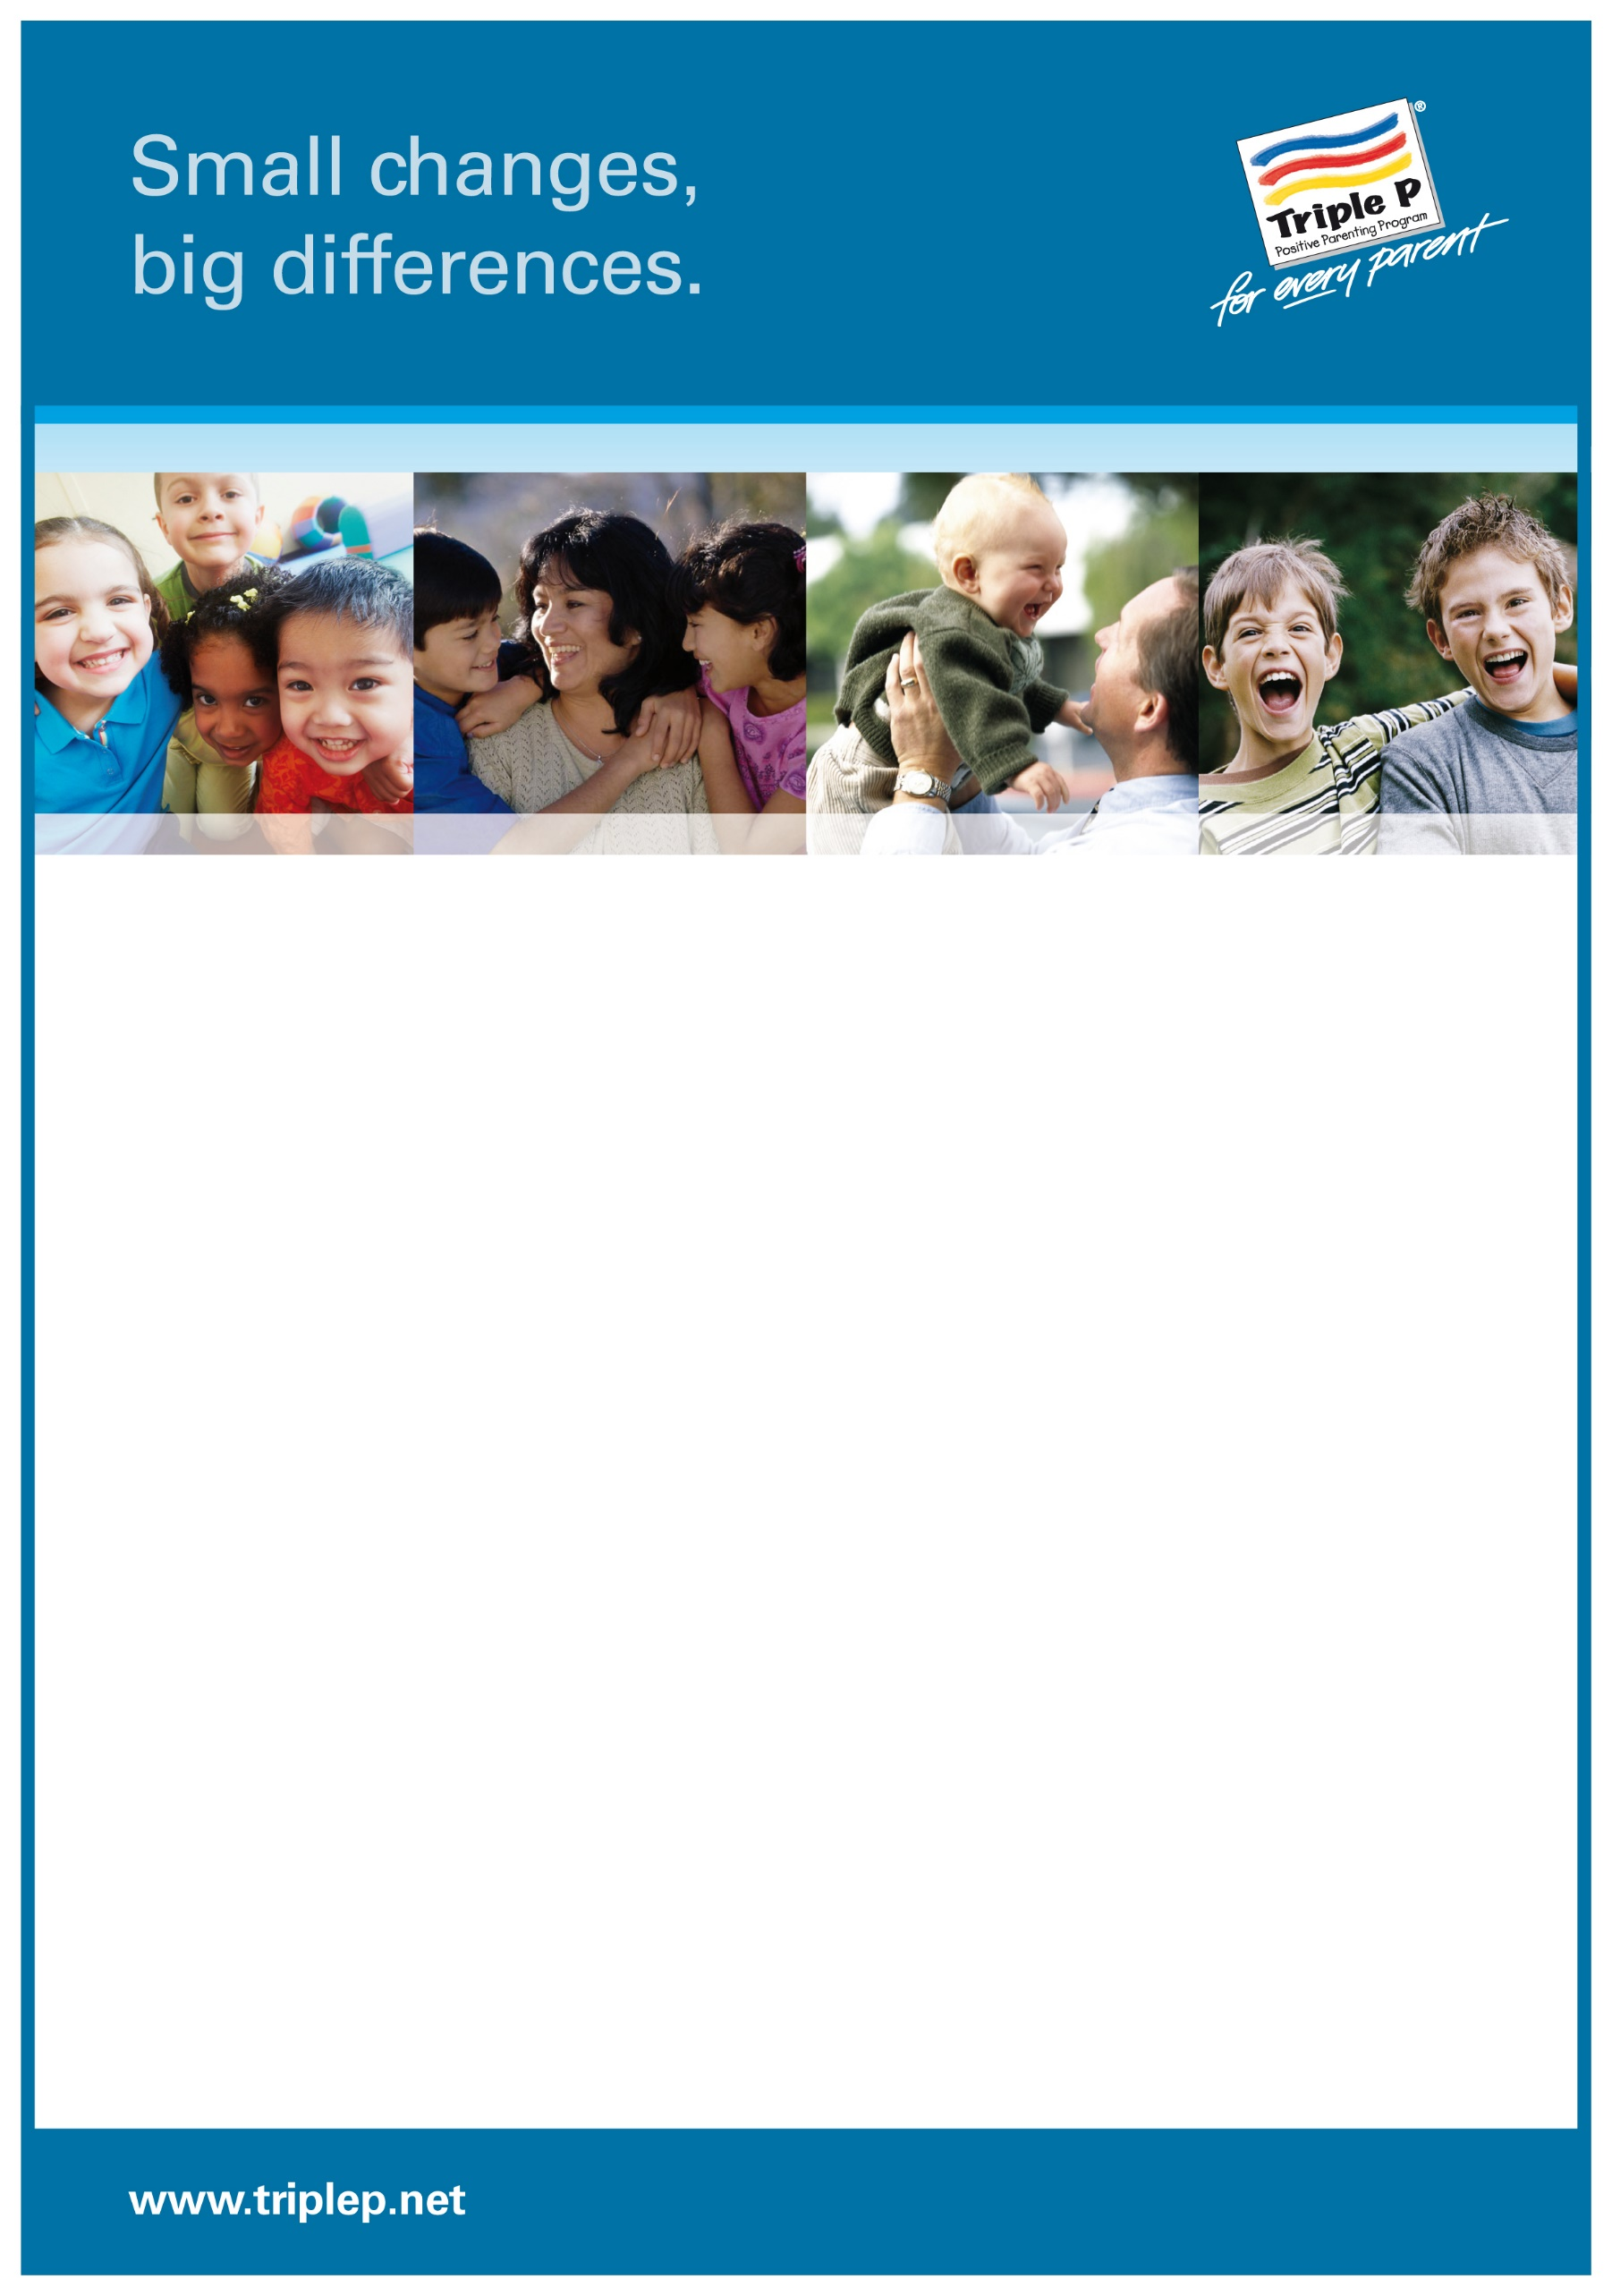 Small changes,
big differences.
®
Triple P
Positive Parenting Program
for every parent
www.triplep.net